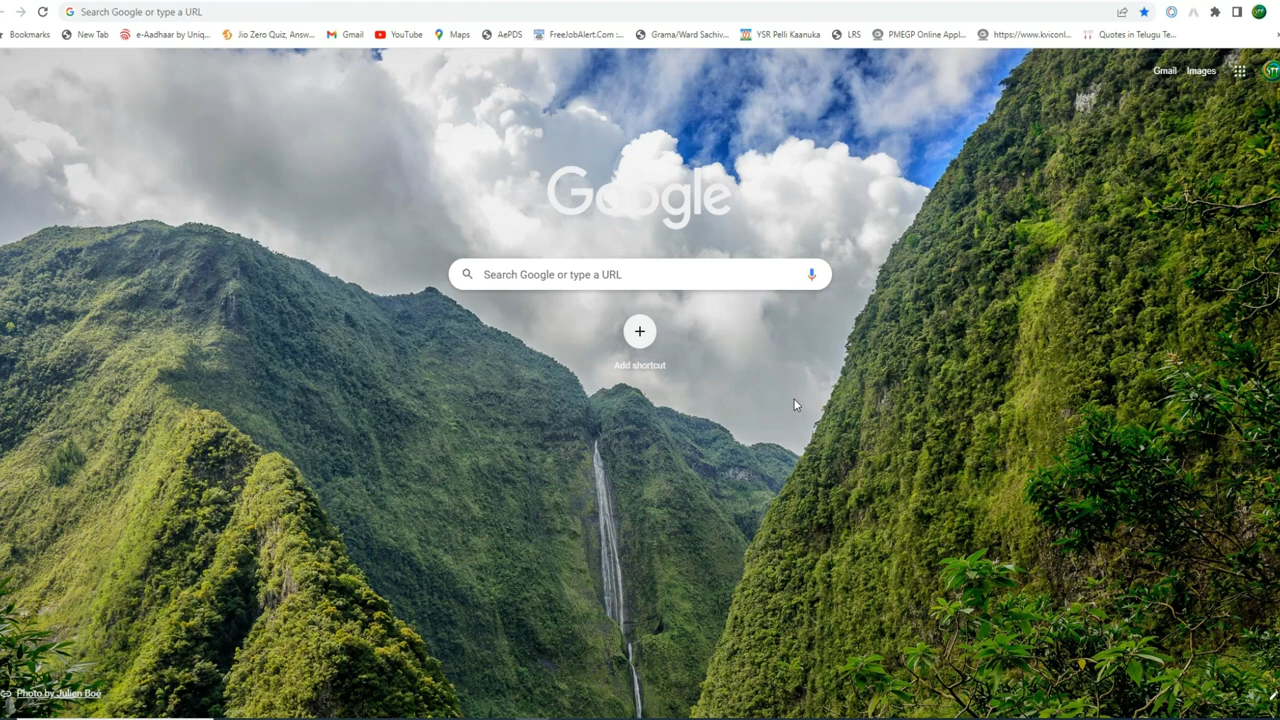 Search Google or type a URL
Bookmarks New Tab e-Aadhaar by Uniq... Jio Zero Quiz, Answ... Gmail YouTube Maps AePDS FreeJobAlert.Com :... Grama/Ward Sachiv... YSR Pelli Kaanuka LRS PMEGP Online Appl... https://www.kviconl... Quotes in Telugu Te...
Gmail Images
Google
Search Google or type a URL
Add shortcut
Photo by Julien Boé